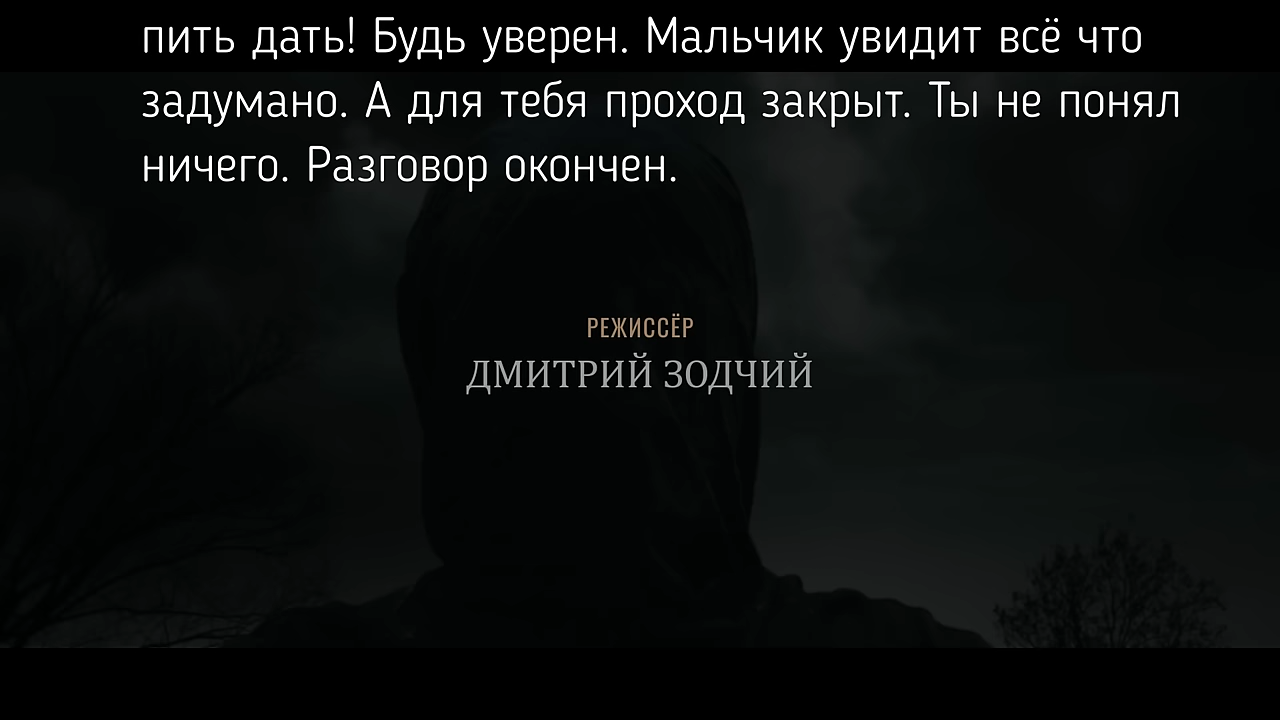 пить дать! Будь уверен. Мальчик увидит всё что
задумано. А для тебя проход закрыт. Ты не понял
ничего. Разговор окончен.
РЕЖИССЁР
ДМИТРИЙ ЗОДЧИЙ